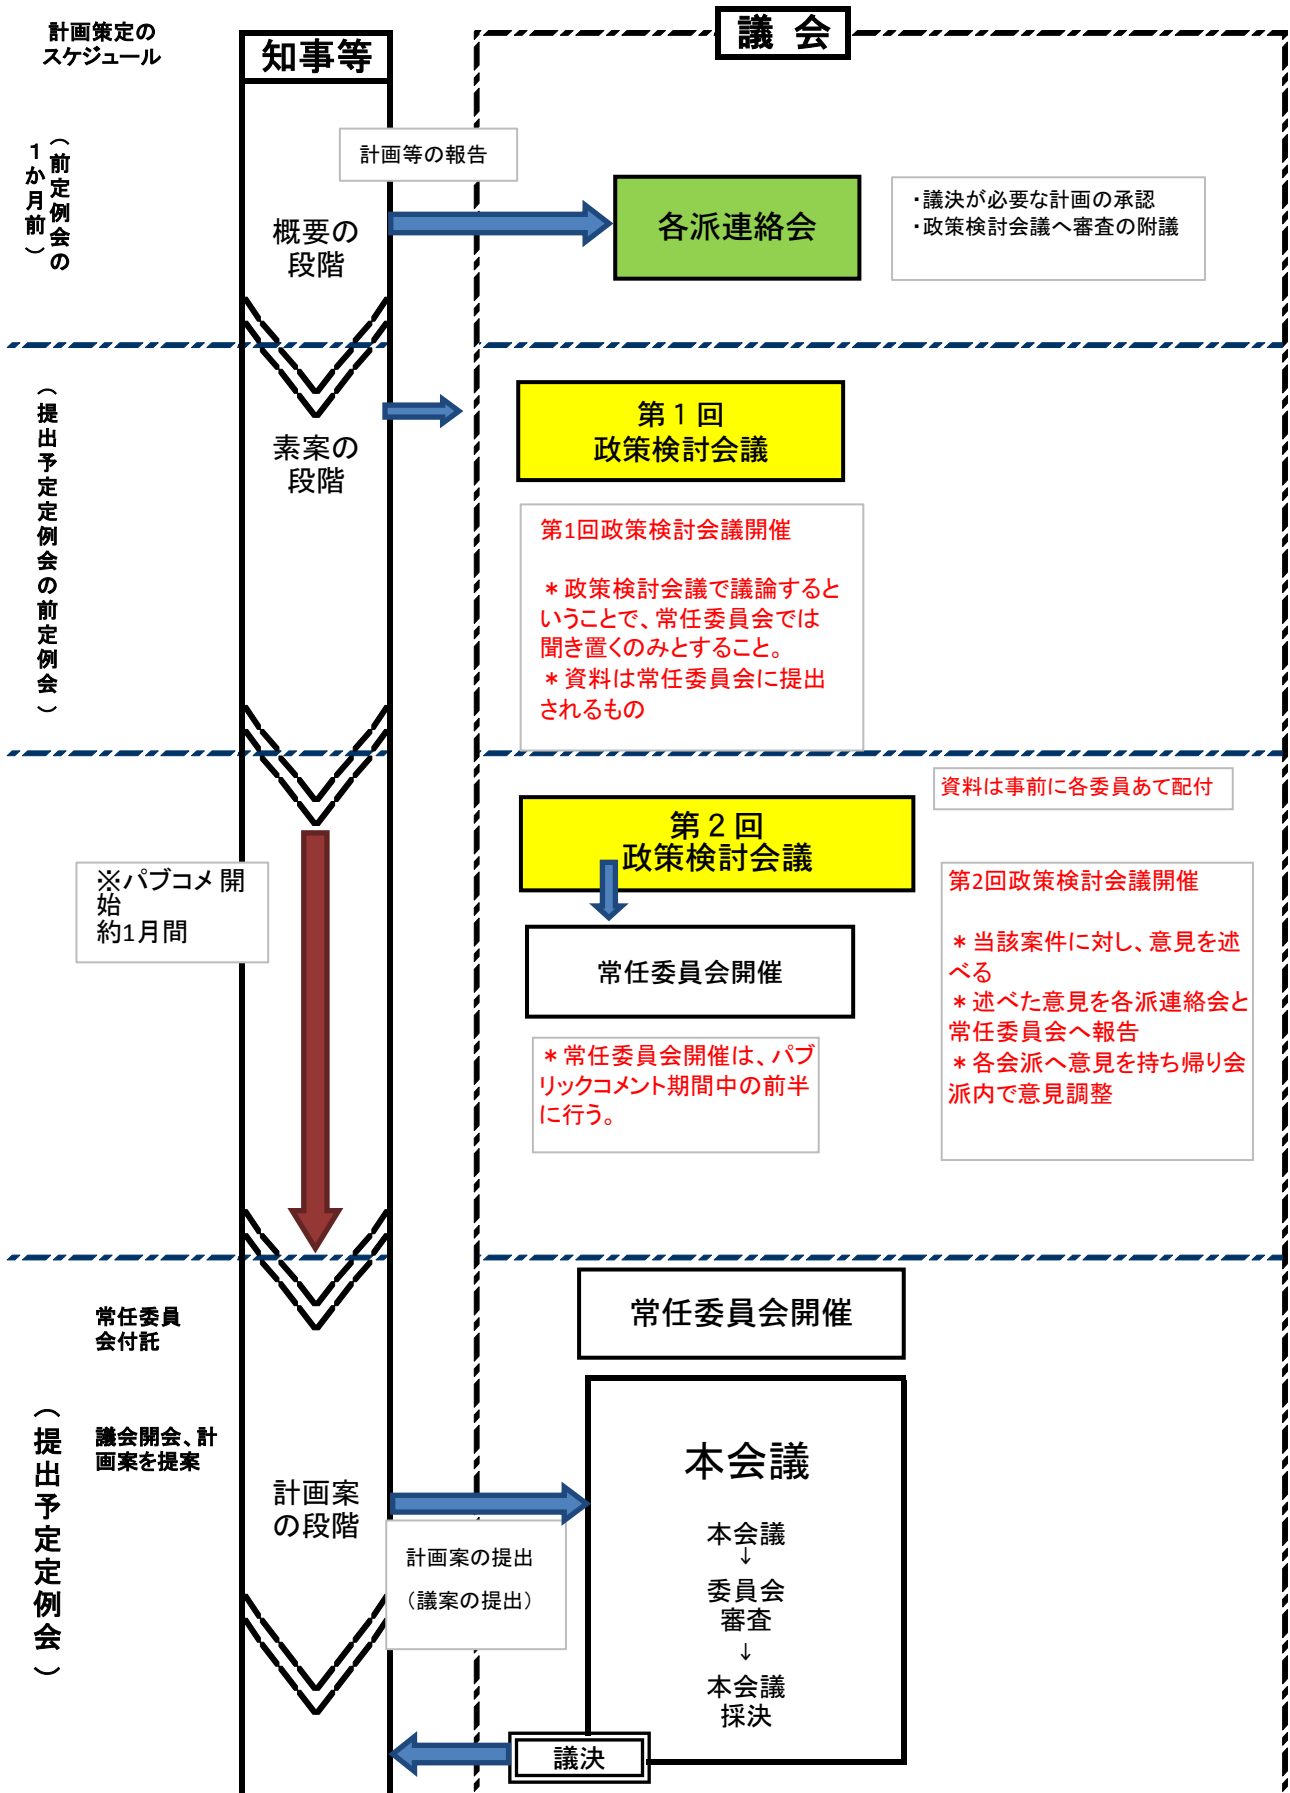 計画策定の
スケジュール
知事等
議 会
（前定例会の
１か月前）
計画等の報告
概要の
段階
各派連絡会
・議決が必要な計画の承認
・政策検討会議へ審査の附議
（提出予定定例会の前定例会）
素案の
段階
第１回
政策検討会議
第1回政策検討会議開催
＊政策検討会議で議論すると
いうことで、常任委員会では
聞き置くのみとすること。
＊資料は常任委員会に提出
されるもの
資料は事前に各委員あて配付
第２回
政策検討会議
※パブコメ開
始
約1月間
常任委員会開催
＊常任委員会開催は、パブ
リックコメント期間中の前半
に行う。
第2回政策検討会議開催
＊当該案件に対し、意見を述
べる
＊述べた意見を各派連絡会と
常任委員会へ報告
＊各会派へ意見を持ち帰り会
派内で意見調整
常任委員
会付託
常任委員会開催
（提出予定定例会）
議会開会、計
画案を提案
計画案
の段階
計画案の提出
（議案の提出）
本会議
本会議
↓
委員会
審査
↓
本会議
採決
議決